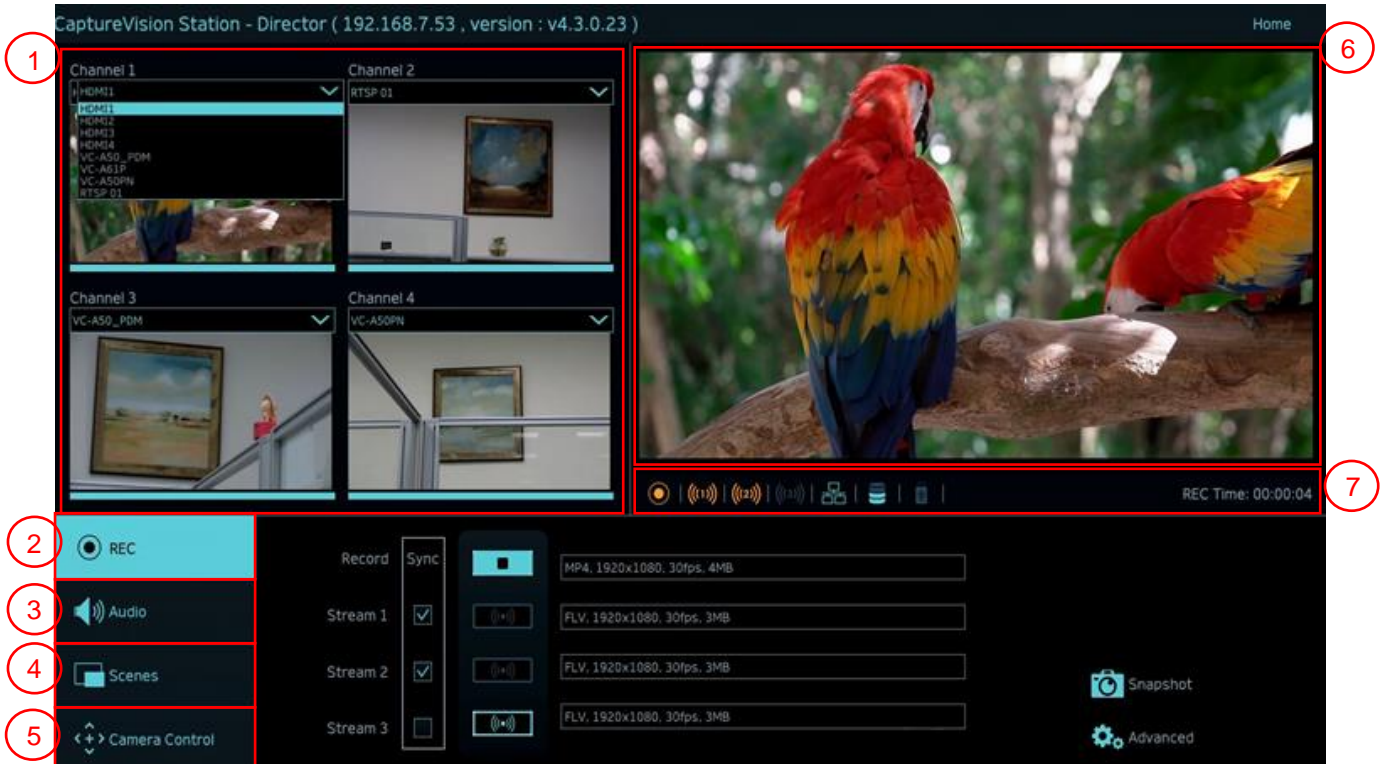 CaptureVision Station - Director ( 192.168.7.53 , version : v4.3.0.23 )
Home
1
Channel 1
HDMI1
HDMI1
HDMI2
HDMI3
HDMI4
VC-A50_PDM
VC-A61P
VC-A50PN
RTSP 01
Channel 2
RTSP 01
Channel 3
VC-A50_PDM
Channel 4
VC-A50PN
6
((1))
((2))
((3))
REC Time: 00:00:04
7
2
REC
3
Audio
4
Scenes
5
Camera Control
Record
Sync
MP4, 1920x1080, 30fps, 4MB
Stream 1
FLV, 1920x1080, 30fps, 3MB
Stream 2
FLV, 1920x1080, 30fps, 3MB
Stream 3
FLV, 1920x1080, 30fps, 3MB
Snapshot
Advanced